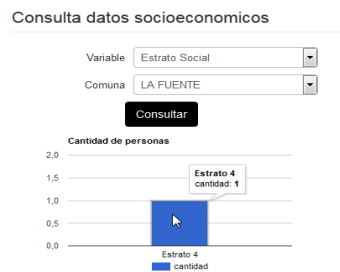 Consulta datos socioeconomicos
Variable Estrato Social
Comuna LA FUENTE
Consultar
Cantidad de personas
2,0
1,5
Estrato 4
cantidad: 1
1,0
0,5
0,0
Estrato 4
cantidad